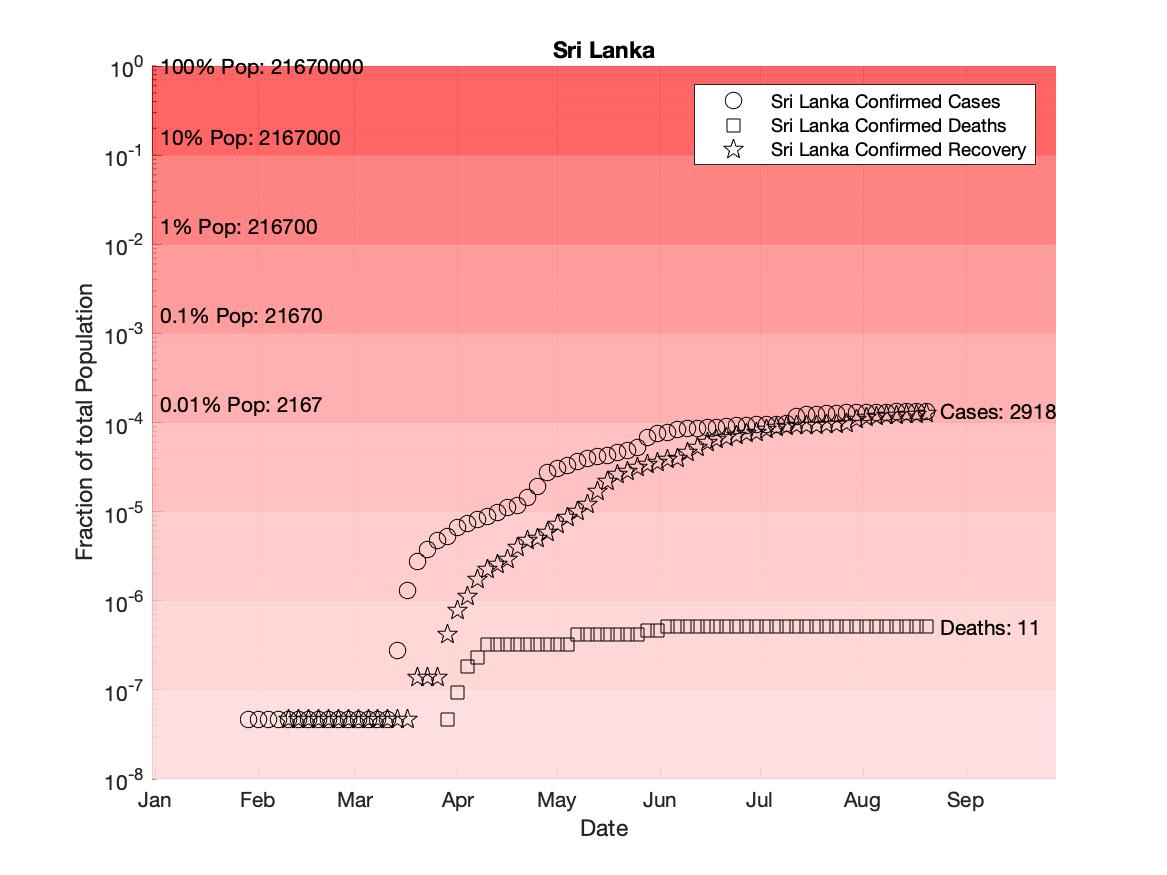 Sri Lanka
10^0
100% Pop: 21670000
Sri Lanka Confirmed Cases
Sri Lanka Confirmed Deaths
Sri Lanka Confirmed Recovery
10% Pop: 2167000
10^-1
1% Pop: 216700
10^-2
0.1% Pop: 21670
10^-3
0.01% Pop: 2167
10^-4
Cases: 2918
10^-5
10^-6
Deaths: 11
10^-7
10^-8
Fraction of total Population
Jan Feb Mar Apr May Jun Jul Aug Sep
Date